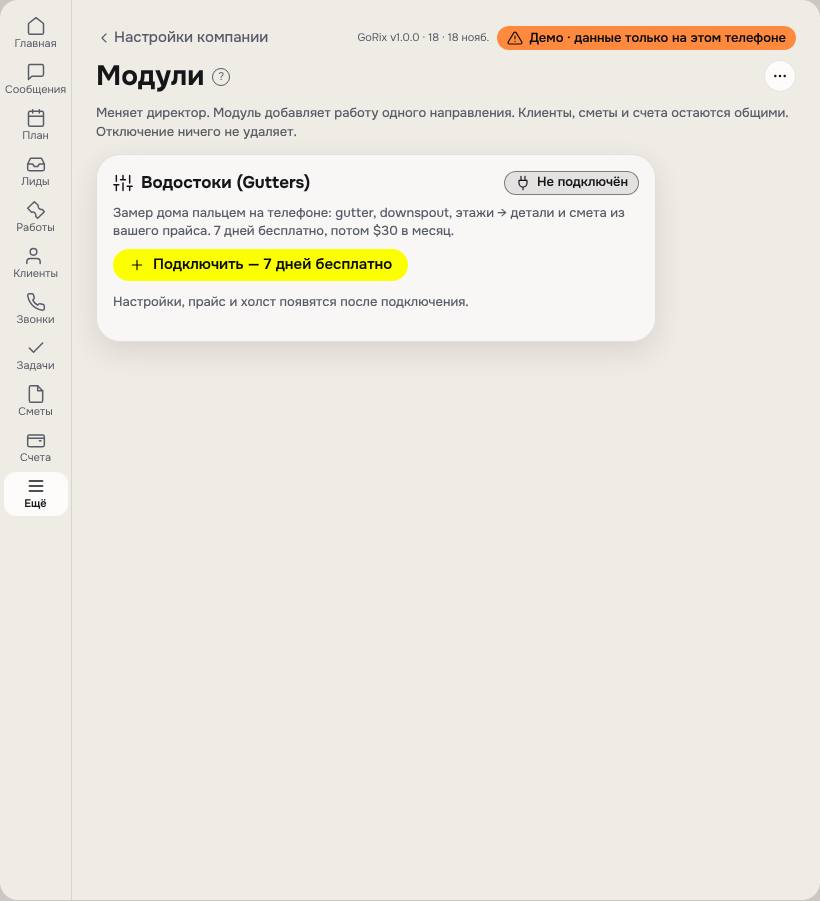 Главная
Сообщения
План
Лиды
Работы
Клиенты
Звонки
Задачи
Сметы
Счета
Ещё
Настройки компании
GoRix v1.0.0 · 18 · 18 нояб.
Демо · данные только на этом телефоне
Модули
?
Меняет директор. Модуль добавляет работу одного направления. Клиенты, сметы и счета остаются общими.
Отключение ничего не удаляет.
Водостоки (Gutters)
Не подключён
Замер дома пальцем на телефоне: gutter, downspout, этажи → детали и смета из
вашего прайса. 7 дней бесплатно, потом $30 в месяц.
Подключить — 7 дней бесплатно
Настройки, прайс и холст появятся после подключения.